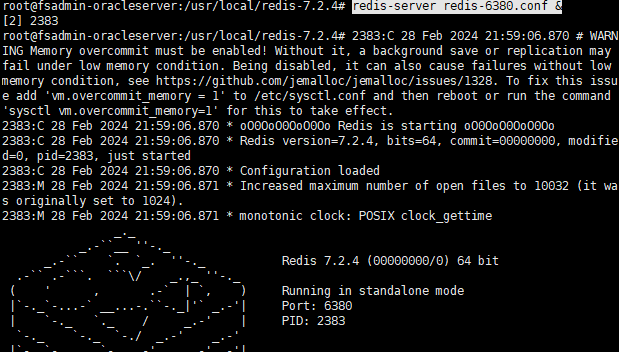 root@fsadmin-oracleserver:/usr/local/redis-7.2.4# redis-server redis-6380.conf &
[2] 2383
root@fsadmin-oracleserver:/usr/local/redis-7.2.4# 2383:C 28 Feb 2024 21:59:06.870 # WARN
ING Memory overcommit must be enabled! Without it, a background save or replication may
fail under low memory condition. Being disabled, it can also cause failures without low
memory condition, see https://github.com/jemalloc/jemalloc/issues/1328. To fix this issu
e add 'vm.overcommit_memory = 1' to /etc/sysctl.conf and then reboot or run the command
'sysctl vm.overcommit_memory=1' for this to take effect.
2383:C 28 Feb 2024 21:59:06.870 * oO0OoO0OoO0Oo Redis is starting oO0OoO0OoO0Oo
2383:C 28 Feb 2024 21:59:06.870 * Redis version=7.2.4, bits=64, commit=00000000, modifie
d=0, pid=2383, just started
2383:C 28 Feb 2024 21:59:06.870 * Configuration loaded
2383:M 28 Feb 2024 21:59:06.871 * Increased maximum number of open files to 10032 (it wa
s originally set to 1024).
2383:M 28 Feb 2024 21:59:06.871 * monotonic clock: POSIX clock_gettime
Redis 7.2.4 (00000000/0) 64 bit
Running in standalone mode
Port: 6380
PID: 2383